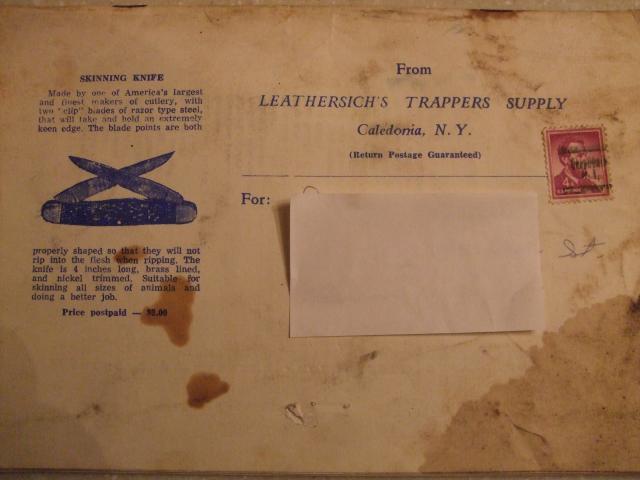 SKINNING KNIFE
Made by one of America's largest
and finest makers of cutlery, with
two "clip" blades of razor type steel,
that will take and hold an extremely
keen edge. The blade points are both
properly shaped so that they will not
rip into the flesh when ripping. The
knife is 4 inches long, brass lined,
and nickel trimmed. Suitable for
skinning all sizes of animals and
doing a better job.
Price postpaid —
From
LEATHERSICH'S TRAPPERS SUPPLY
Caledonia, N. Y.
(Return Postage Guaranteed)
For:
4